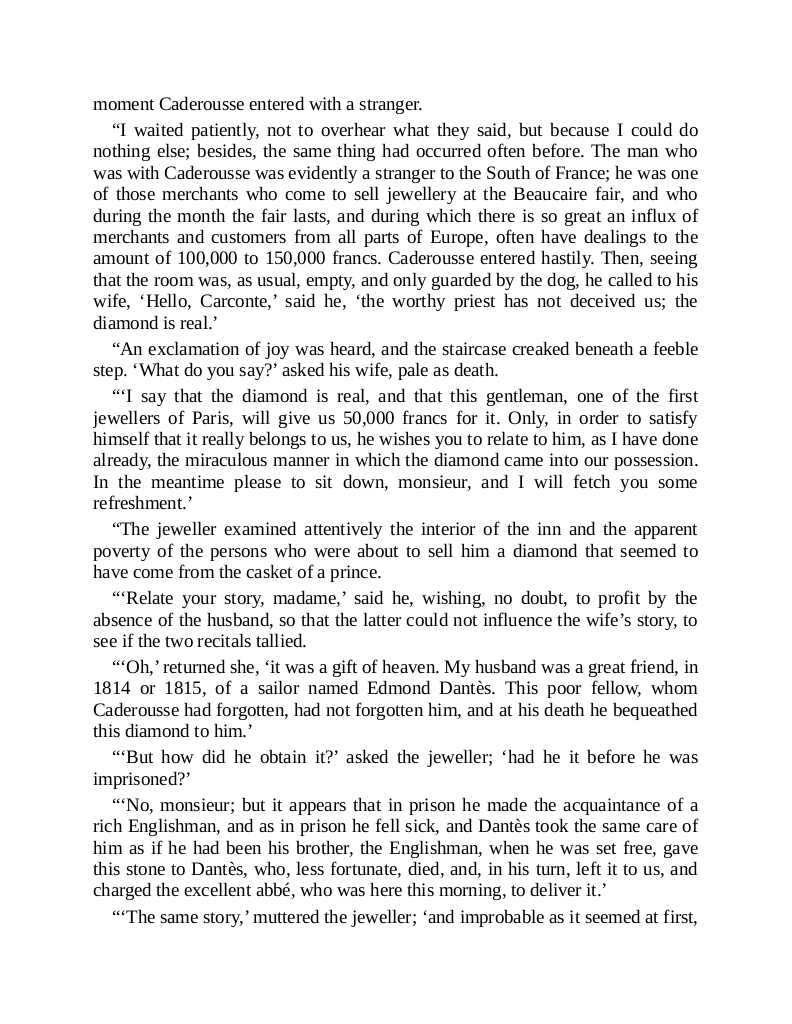 moment Caderousse entered with a stranger.
“I waited patiently, not to overhear what they said, but because I could do
nothing else; besides, the same thing had occurred often before. The man who
was with Caderousse was evidently a stranger to the South of France; he was one
of those merchants who come to sell jewellery at the Beaucaire fair, and who
during the month the fair lasts, and during which there is so great an influx of
merchants and customers from all parts of Europe, often have dealings to the
amount of 100,000 to 150,000 francs. Caderousse entered hastily. Then, seeing
that the room was, as usual, empty, and only guarded by the dog, he called to his
wife, ‘Hello, Carconte,’ said he, ‘the worthy priest has not deceived us; the
diamond is real.’
“An exclamation of joy was heard, and the staircase creaked beneath a feeble
step. ‘What do you say?’ asked his wife, pale as death.
“‘I say that the diamond is real, and that this gentleman, one of the first
jewellers of Paris, will give us 50,000 francs for it. Only, in order to satisfy
himself that it really belongs to us, he wishes you to relate to him, as I have done
already, the miraculous manner in which the diamond came into our possession.
In the meantime please to sit down, monsieur, and I will fetch you some
refreshment.’
“The jeweller examined attentively the interior of the inn and the apparent
poverty of the persons who were about to sell him a diamond that seemed to
have come from the casket of a prince.
“‘Relate your story, madame,’ said he, wishing, no doubt, to profit by the
absence of the husband, so that the latter could not influence the wife’s story, to
see if the two recitals tallied.
“‘Oh,’ returned she, ‘it was a gift of heaven. My husband was a great friend, in
1814 or 1815, of a sailor named Edmond Dantès. This poor fellow, whom
Caderousse had forgotten, had not forgotten him, and at his death he bequeathed
this diamond to him.’
“‘But how did he obtain it?’ asked the jeweller; ‘had he it before he was
imprisoned?’
“‘No, monsieur; but it appears that in prison he made the acquaintance of a
rich Englishman, and as in prison he fell sick, and Dantès took the same care of
him as if he had been his brother, the Englishman, when he was set free, gave
this stone to Dantès, who, less fortunate, died, and, in his turn, left it to us, and
charged the excellent abbé, who was here this morning, to deliver it.’
“‘The same story,’ muttered the jeweller; ‘and improbable as it seemed at first,